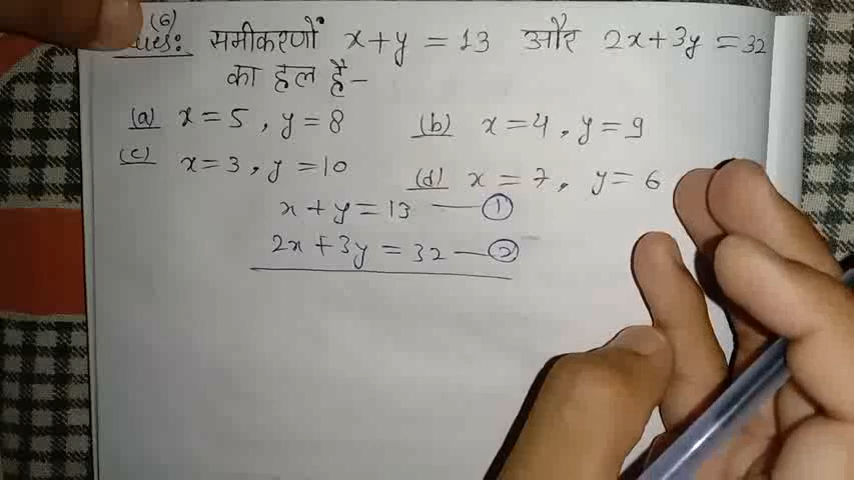 (6)
समीकरणों x+y=13 और 2x+3y=32
का हल है-
(a) x=5, y=8 (b) x=4, y=9
(c) x=3, y=10 (d) x=7, y=6
x+y=13 — ①
2x+3y=32 — ②